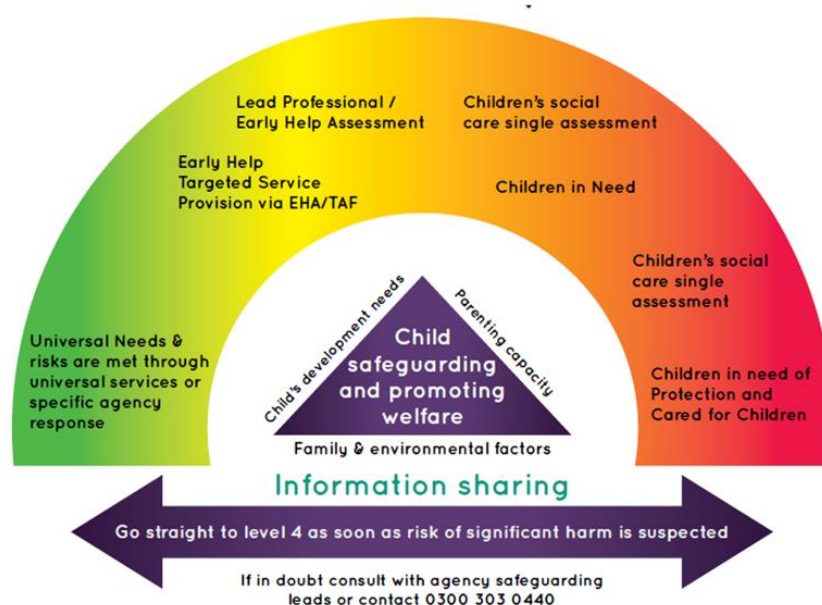 Lead Professional /
Early Help Assessment
Children's social
care single assessment
Early Help
Targeted Service
Provision via EHA/TAF
Children in Need
Children's social
care single
assessment
Universal Needs &
risks are met through
universal services or
specific agency
response
Child's development needs
Parenting capacity
Child
safeguarding
and promoting
welfare
Children in need of
Protection and
Cared for Children
Family & environmental factors
Information sharing
Go straight to level 4 as soon as risk of significant harm is suspected
If in doubt consult with agency safeguarding
leads or contact 0300 303 0440